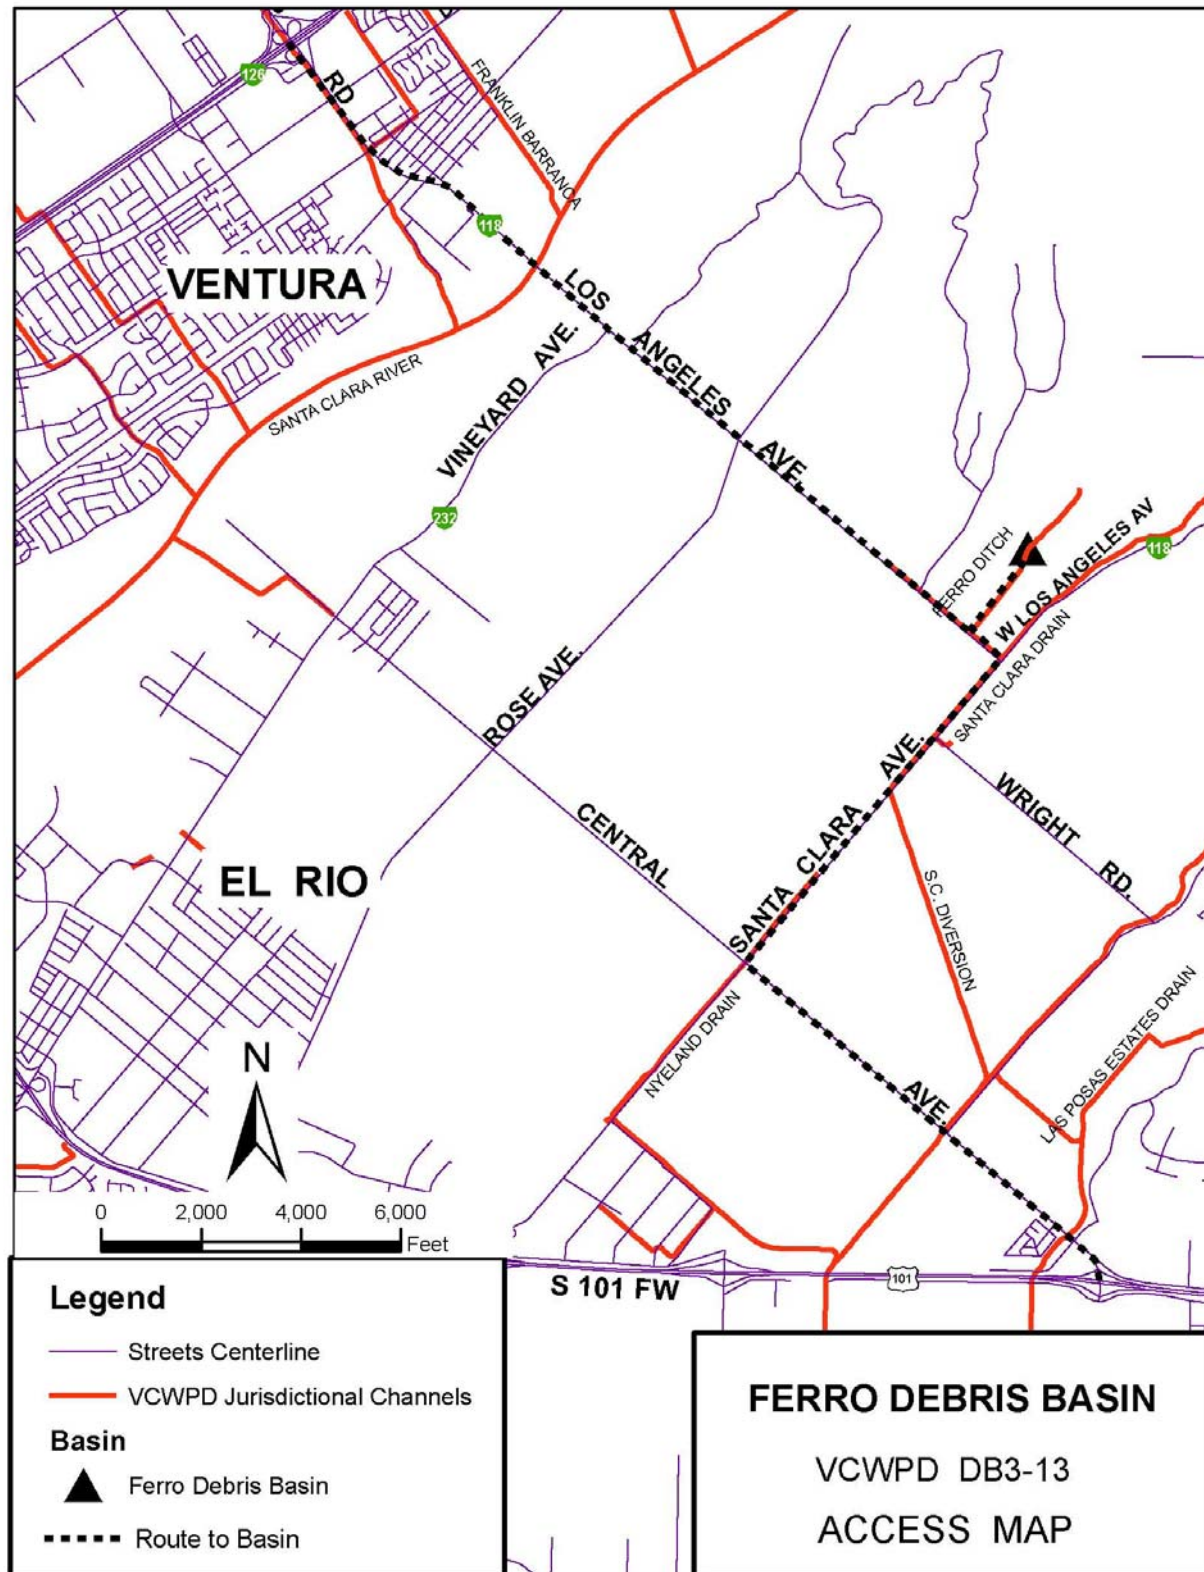 126
RD
FRANKLIN BARRANCA
118
VENTURA
LOS ANGELES AVE.
VINEYARD AVE.
SANTA CLARA RIVER
232
FERRO DITCH
W LOS ANGELES AV
118
SANTA CLARA DRAIN
ROSE AVE.
SANTA CLARA AVE.
WRIGHT RD.
CENTRAL AVE.
EL RIO
S.C. DIVERSION
NYELAND DRAIN
LAS POSAS ESTATES DRAIN
N
0 2,000 4,000 6,000
Feet
S 101 FW
101
Legend
Streets Centerline
VCWPD Jurisdictional Channels
Basin
Ferro Debris Basin
Route to Basin
FERRO DEBRIS BASIN
VCWPD DB3-13
ACCESS MAP